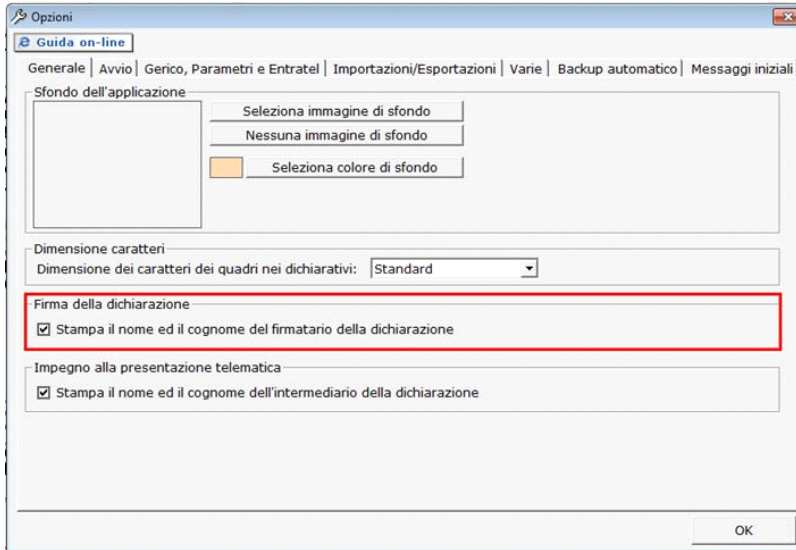 Opzioni
Guida on-line
Generale Avvio Gerico, Parametri e Entratel Importazioni/Esportazioni Varie Backup automatico Messaggi iniziali
Sfondo dell'applicazione
Seleziona immagine di sfondo
Nessuna immagine di sfondo
Seleziona colore di sfondo
Dimensione caratteri
Dimensione dei caratteri dei quadri nei dichiarativi: Standard
Firma della dichiarazione
Stampa il nome ed il cognome del firmatario della dichiarazione
Impegno alla presentazione telematica
Stampa il nome ed il cognome dell'intermediario della dichiarazione
OK